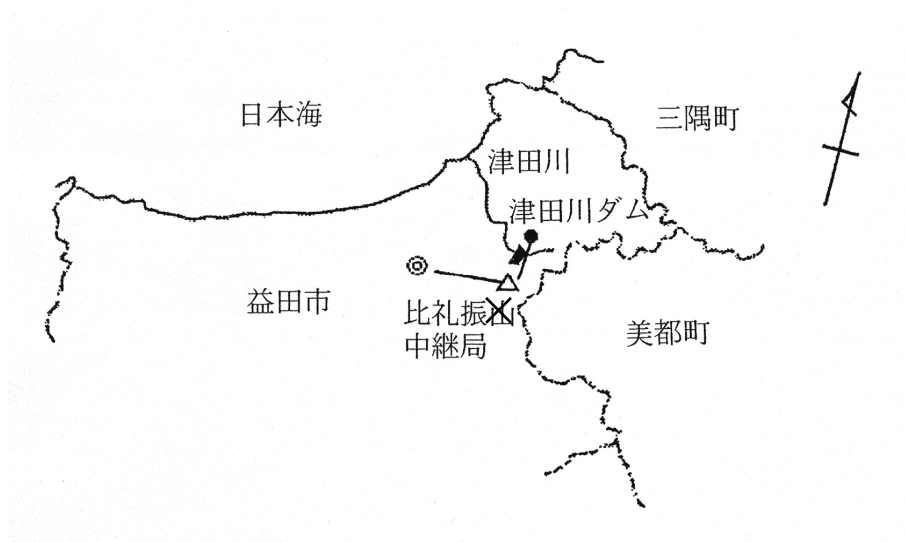 日本海
三隅町
津田川
津田川ダム
益田市
比礼振山
中継局
美都町